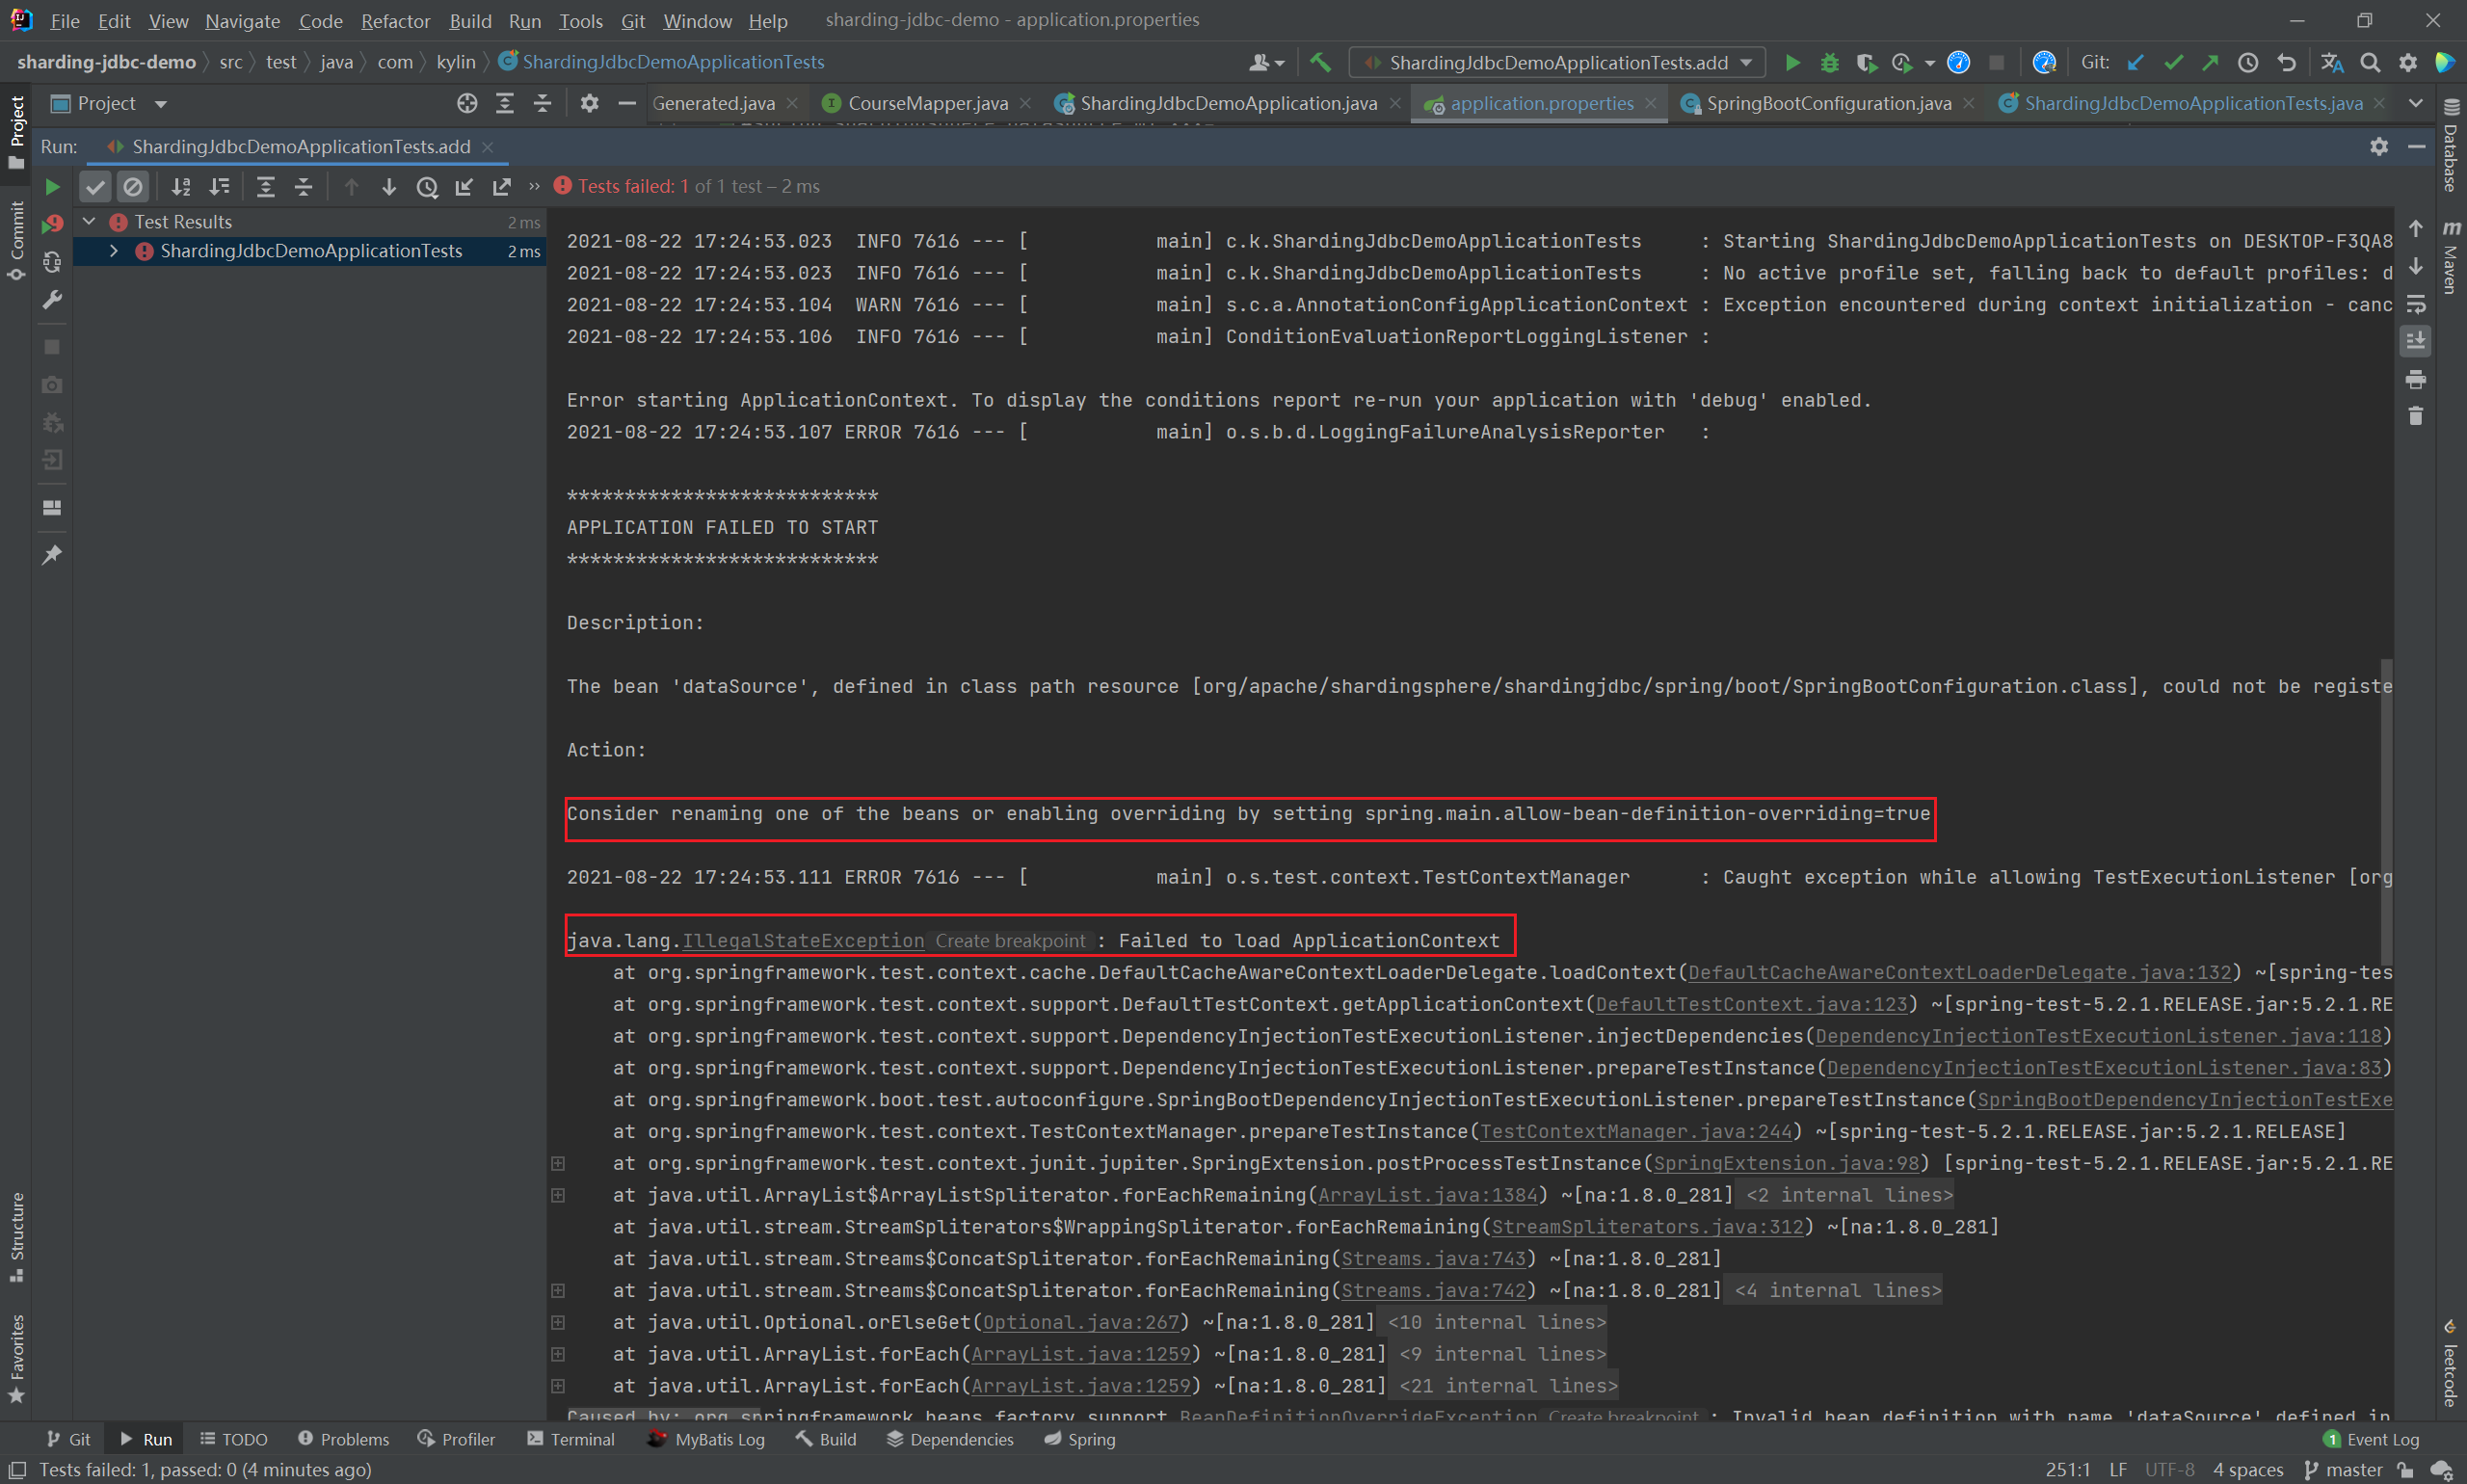 File Edit View Navigate Code Refactor Build Run Tools Git Window Help sharding-jdbc-demo - application.properties
sharding-jdbc-demo src test java com kylin ShardingJdbcDemoApplicationTests ShardingJdbcDemoApplicationTests.add Git:
Project Generated.java CourseMapper.java ShardingJdbcDemoApplication.java application.properties SpringBootConfiguration.java ShardingJdbcDemoApplicationTests.java
Run: ShardingJdbcDemoApplicationTests.add
Tests failed: 1 of 1 test – 2 ms
Test Results 2 ms
ShardingJdbcDemoApplicationTests 2 ms
Project
Commit
Structure
Favorites
Database
Maven
leetcode
2021-08-22 17:24:53.023  INFO 7616 --- [           main] c.k.ShardingJdbcDemoApplicationTests     : Starting ShardingJdbcDemoApplicationTests on DESKTOP-F3QA8
2021-08-22 17:24:53.023  INFO 7616 --- [           main] c.k.ShardingJdbcDemoApplicationTests     : No active profile set, falling back to default profiles: d
2021-08-22 17:24:53.104  WARN 7616 --- [           main] s.c.a.AnnotationConfigApplicationContext : Exception encountered during context initialization - canc
2021-08-22 17:24:53.106  INFO 7616 --- [           main] ConditionEvaluationReportLoggingListener :
Error starting ApplicationContext. To display the conditions report re-run your application with 'debug' enabled.
2021-08-22 17:24:53.107 ERROR 7616 --- [           main] o.s.b.d.LoggingFailureAnalysisReporter   :
***************************
APPLICATION FAILED TO START
***************************
Description:
The bean 'dataSource', defined in class path resource [org/apache/shardingsphere/shardingjdbc/spring/boot/SpringBootConfiguration.class], could not be registe
Action:
Consider renaming one of the beans or enabling overriding by setting spring.main.allow-bean-definition-overriding=true
2021-08-22 17:24:53.111 ERROR 7616 --- [           main] o.s.test.context.TestContextManager      : Caught exception while allowing TestExecutionListener [org
java.lang.IllegalStateException Create breakpoint : Failed to load ApplicationContext
at org.springframework.test.context.cache.DefaultCacheAwareContextLoaderDelegate.loadContext(DefaultCacheAwareContextLoaderDelegate.java:132) ~[spring-tes
at org.springframework.test.context.support.DefaultTestContext.getApplicationContext(DefaultTestContext.java:123) ~[spring-test-5.2.1.RELEASE.jar:5.2.1.RE
at org.springframework.test.context.support.DependencyInjectionTestExecutionListener.injectDependencies(DependencyInjectionTestExecutionListener.java:118)
at org.springframework.test.context.support.DependencyInjectionTestExecutionListener.prepareTestInstance(DependencyInjectionTestExecutionListener.java:83)
at org.springframework.boot.test.autoconfigure.SpringBootDependencyInjectionTestExecutionListener.prepareTestInstance(SpringBootDependencyInjectionTestExe
at org.springframework.test.context.TestContextManager.prepareTestInstance(TestContextManager.java:244) ~[spring-test-5.2.1.RELEASE.jar:5.2.1.RELEASE]
at org.springframework.test.context.junit.jupiter.SpringExtension.postProcessTestInstance(SpringExtension.java:98) [spring-test-5.2.1.RELEASE.jar:5.2.1.RE
at java.util.ArrayList$ArrayListSpliterator.forEachRemaining(ArrayList.java:1384) ~[na:1.8.0_281] <2 internal lines>
at java.util.stream.StreamSpliterators$WrappingSpliterator.forEachRemaining(StreamSpliterators.java:312) ~[na:1.8.0_281]
at java.util.stream.Streams$ConcatSpliterator.forEachRemaining(Streams.java:743) ~[na:1.8.0_281]
at java.util.stream.Streams$ConcatSpliterator.forEachRemaining(Streams.java:742) ~[na:1.8.0_281] <4 internal lines>
at java.util.Optional.orElseGet(Optional.java:267) ~[na:1.8.0_281] <10 internal lines>
at java.util.ArrayList.forEach(ArrayList.java:1259) ~[na:1.8.0_281] <9 internal lines>
at java.util.ArrayList.forEach(ArrayList.java:1259) ~[na:1.8.0_281] <21 internal lines>
Caused by: org.springframework.beans.factory.support.BeanDefinitionOverrideException Create breakpoint : Invalid bean definition with name 'dataSource' defined in
Git Run TODO Problems Profiler Terminal MyBatis Log Build Dependencies Spring 1 Event Log
Tests failed: 1, passed: 0 (4 minutes ago) 251:1 LF UTF-8 4 spaces master